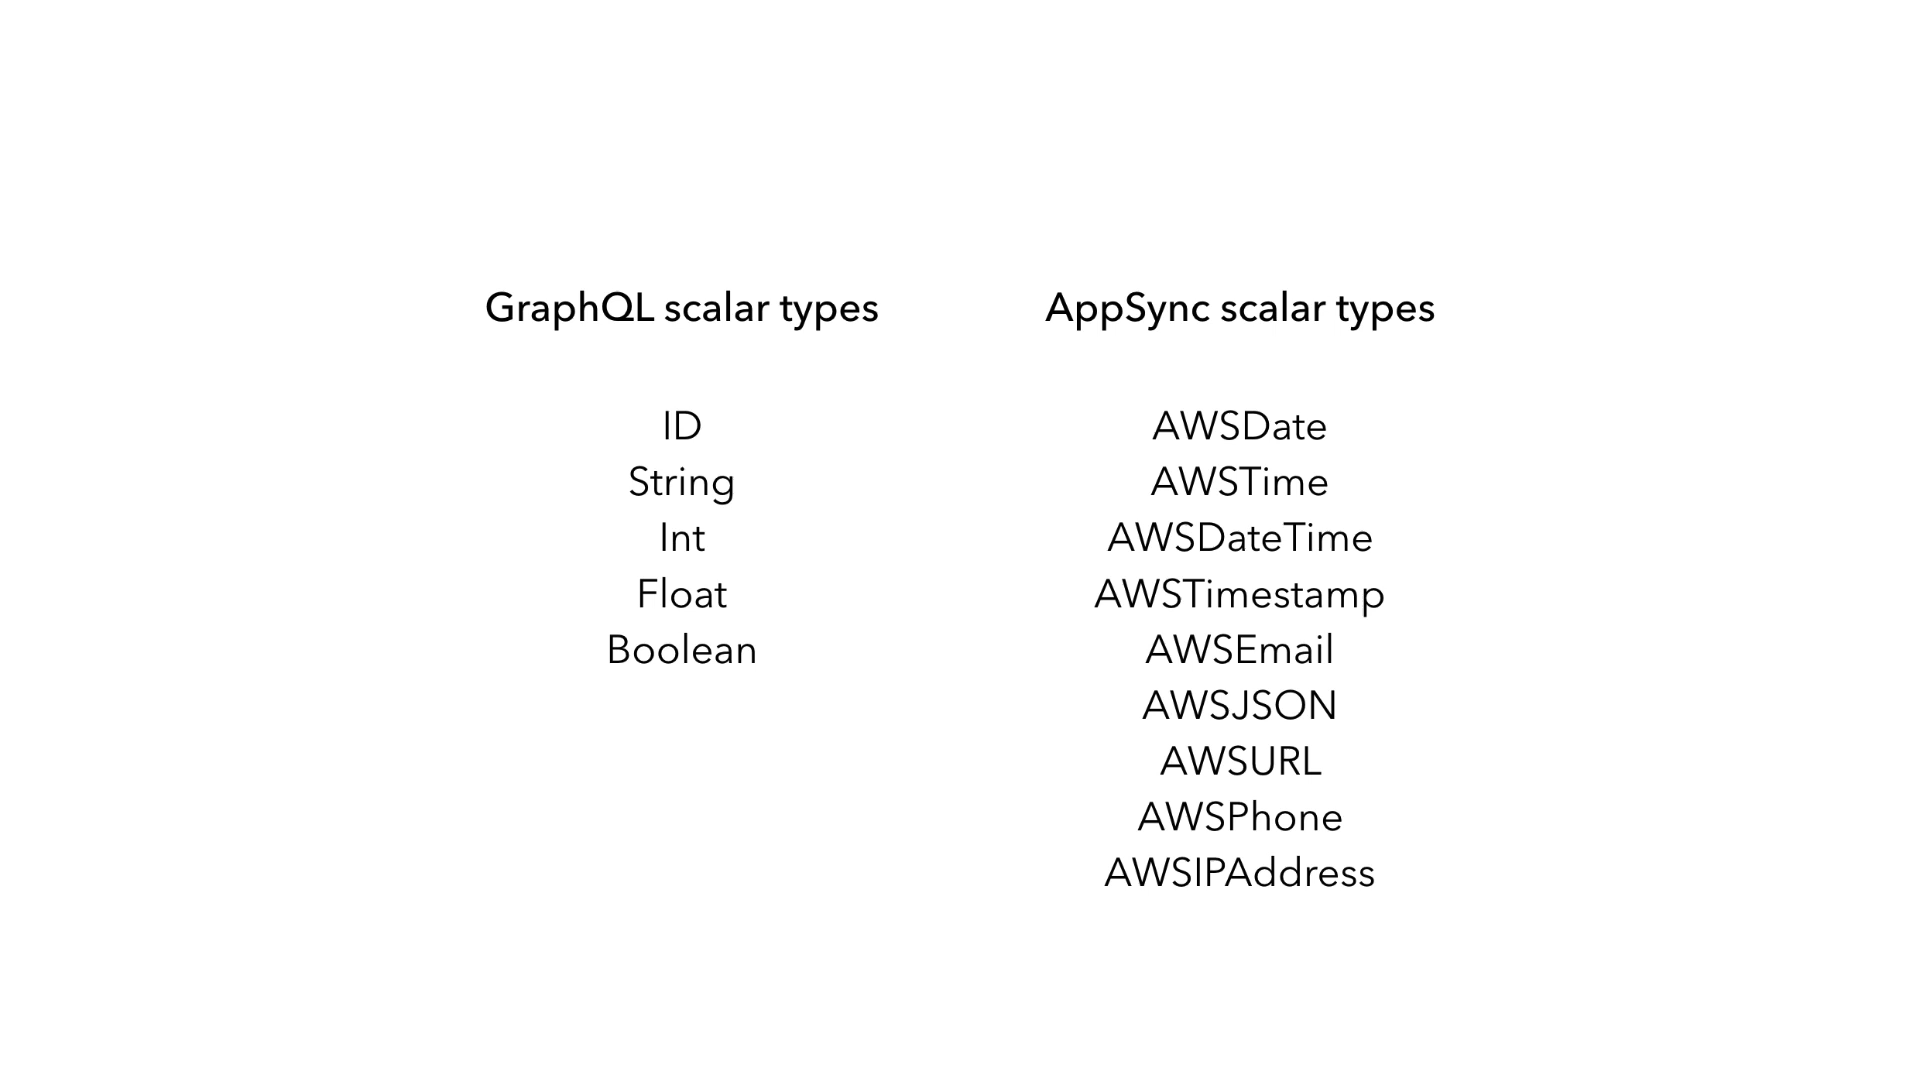 GraphQL scalar types
ID
String
Int
Float
Boolean
AppSync scalar types
AWSDate
AWSTime
AWSDateTime
AWSTimestamp
AWSEmail
AWSJSON
AWSURL
AWSPhone
AWSIPAddress